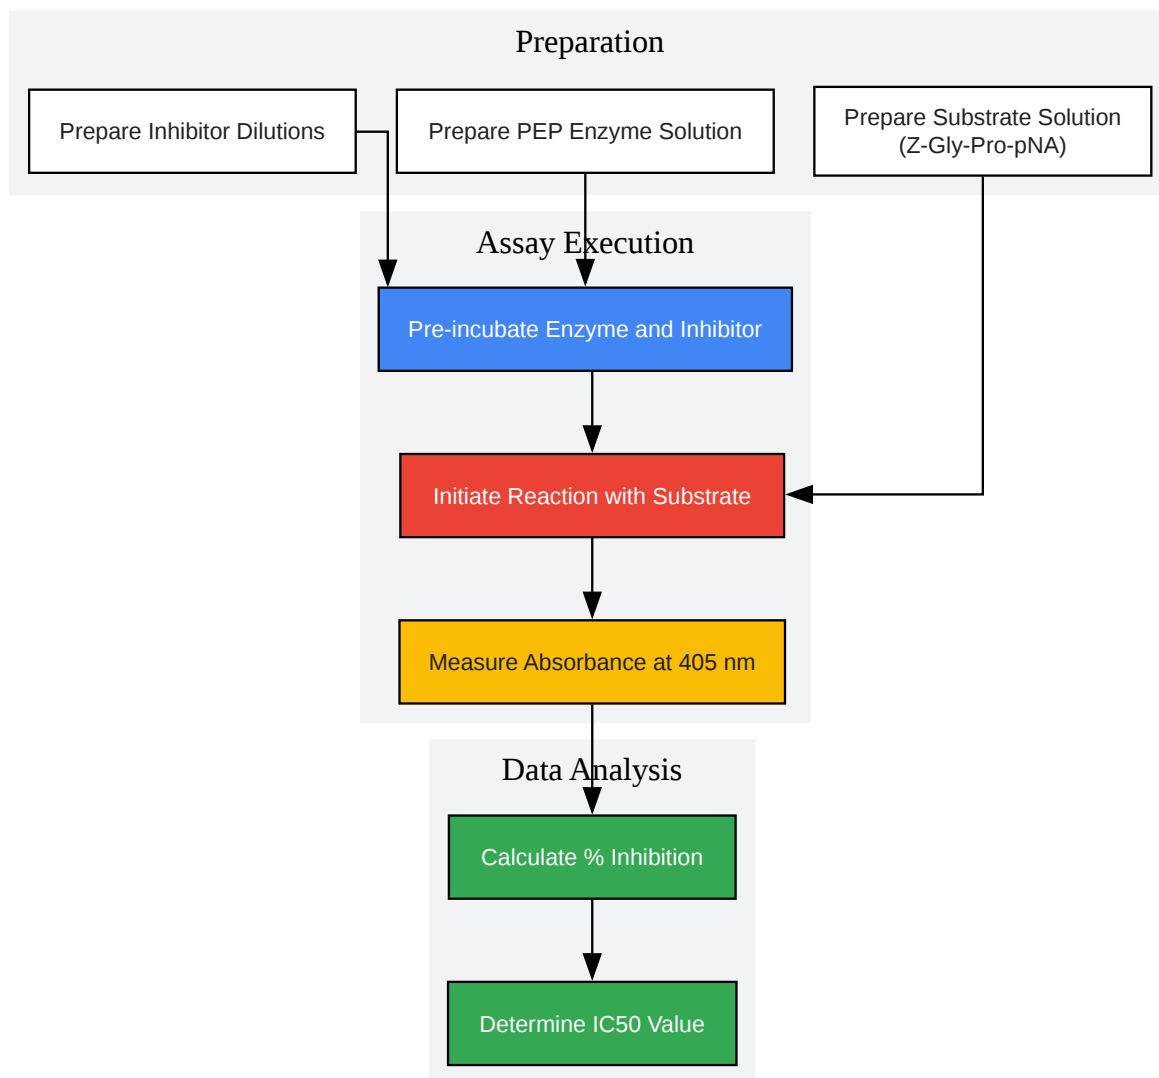 Preparation
Prepare Inhibitor Dilutions
Prepare PEP Enzyme Solution
Prepare Substrate Solution
(Z-Gly-Pro-pNA)
Assay Execution
Pre-incubate Enzyme and Inhibitor
Initiate Reaction with Substrate
Measure Absorbance at 405 nm
Data Analysis
Calculate % Inhibition
Determine IC50 Value